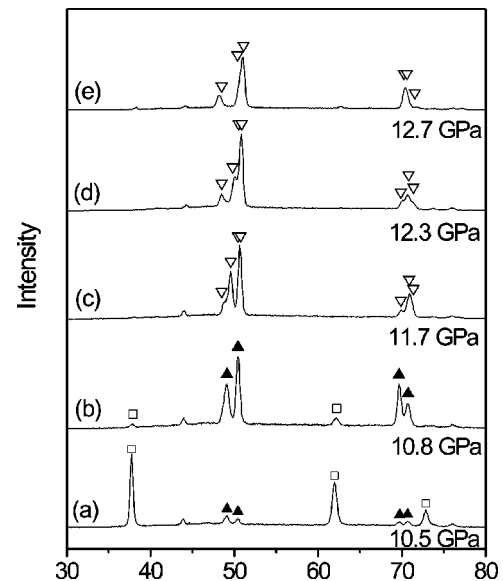 (e)
12.7 GPa
(d)
12.3 GPa
(c)
11.7 GPa
(b)
10.8 GPa
(a)
10.5 GPa
Intensity
30 40 50 60 70 80